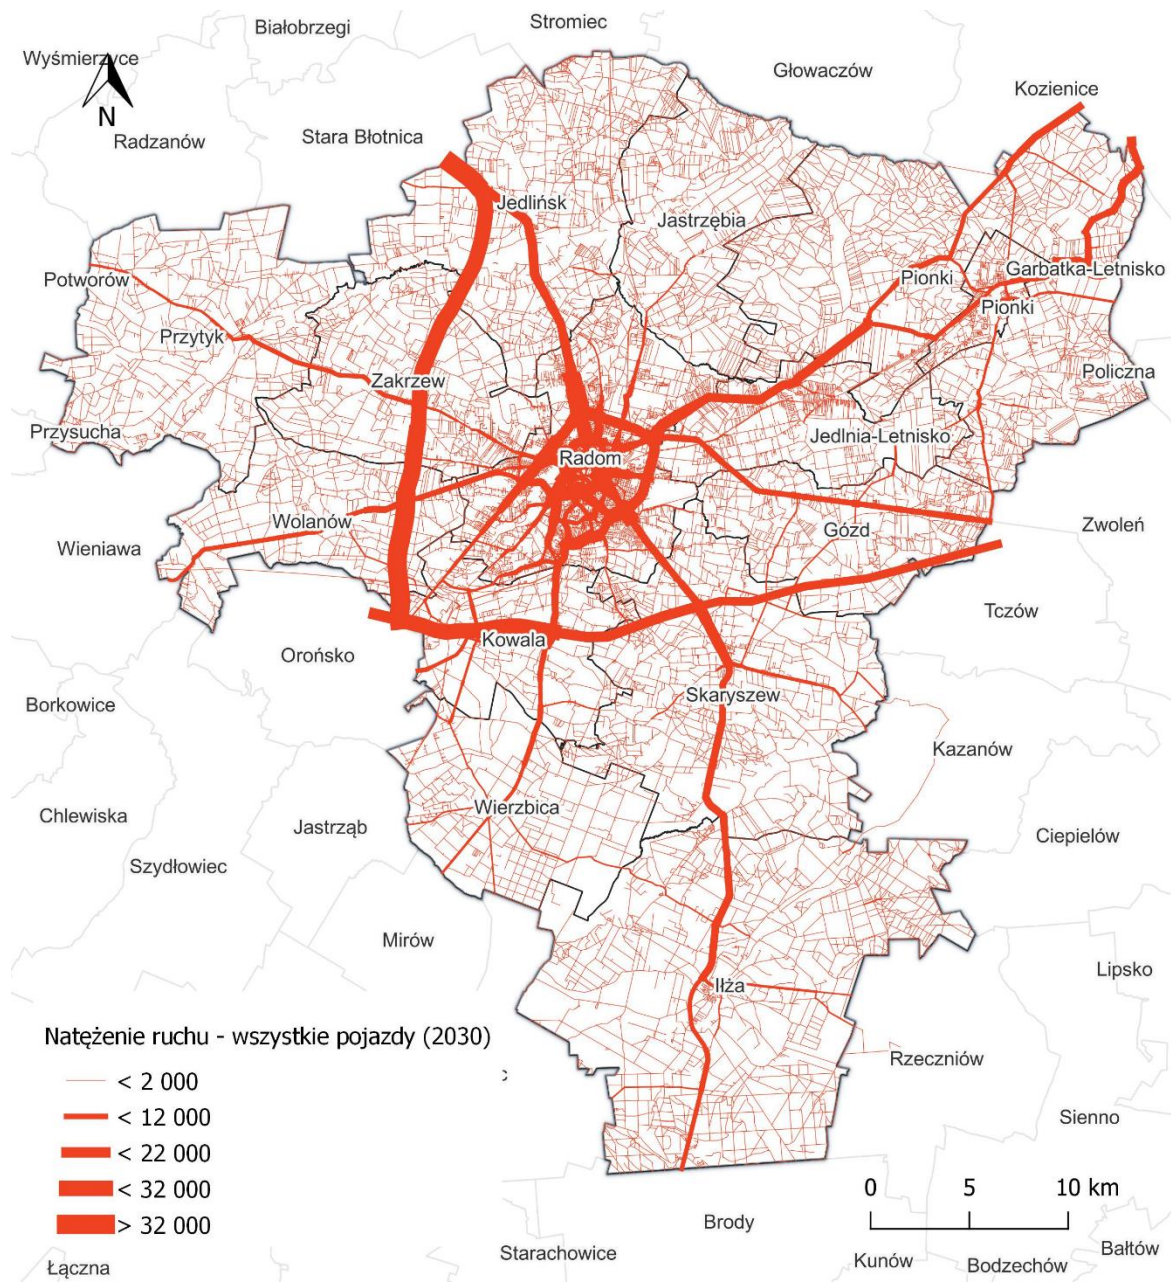 Stromiec
Białobrzegi
Wyśmierzyce
Głowaczów
Kozienice
N
Radzanów
Stara Błotnica
Jedlińsk
Jastrzębia
Potworów
Pionki
Garbatka-Letnisko
Pionki
Przytyk
Zakrzew
Policzna
Przysucha
Jedlnia-Letnisko
Radom
Wolanów
Gózd
Zwoleń
Wieniawa
Tczów
Kowala
Orońsko
Skaryszew
Borkowice
Kazanów
Wierzbica
Chlewiska
Jastrząb
Ciepielów
Szydłowiec
Mirów
Lipsko
Iłża
Natężenie ruchu - wszystkie pojazdy (2030)
Rzeczniów
< 2 000
< 12 000
Sienno
< 22 000
< 32 000
0 5 10 km
> 32 000
Brody
Starachowice
Kunów
Bodzechów
Bałtów
Łączna